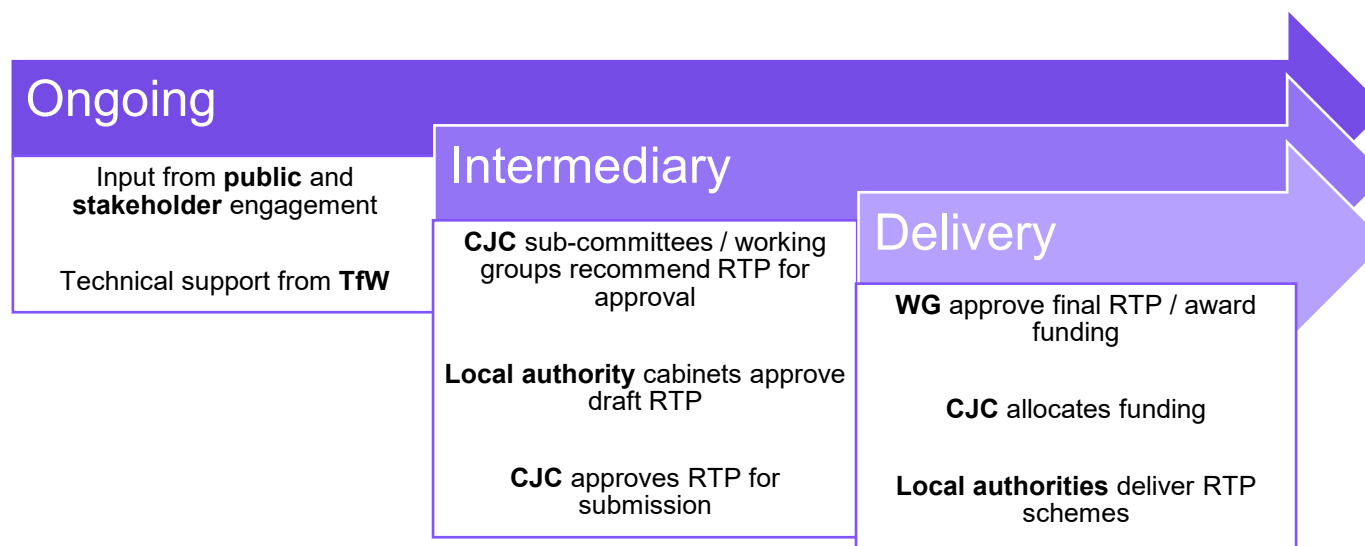 Ongoing
Input from public and
stakeholder engagement
Technical support from TfW
Intermediary
CJC sub-committees / working
groups recommend RTP for
approval
Local authority cabinets approve
draft RTP
CJC approves RTP for
submission
Delivery
WG approve final RTP / award
funding
CJC allocates funding
Local authorities deliver RTP
schemes